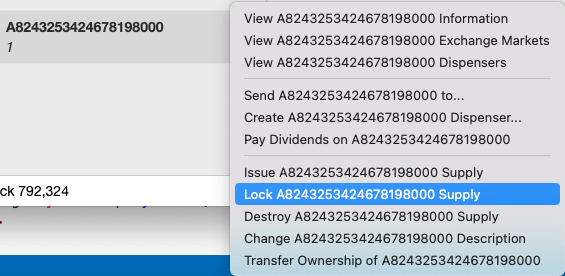 A8243253424678198000
1
ck 792,324
View A8243253424678198000 Information
View A8243253424678198000 Exchange Markets
View A8243253424678198000 Dispensers
Send A8243253424678198000 to...
Create A8243253424678198000 Dispenser...
Pay Dividends on A8243253424678198000
Issue A8243253424678198000 Supply
Lock A8243253424678198000 Supply
Destroy A8243253424678198000 Supply
Change A8243253424678198000 Description
Transfer Ownership of A8243253424678198000